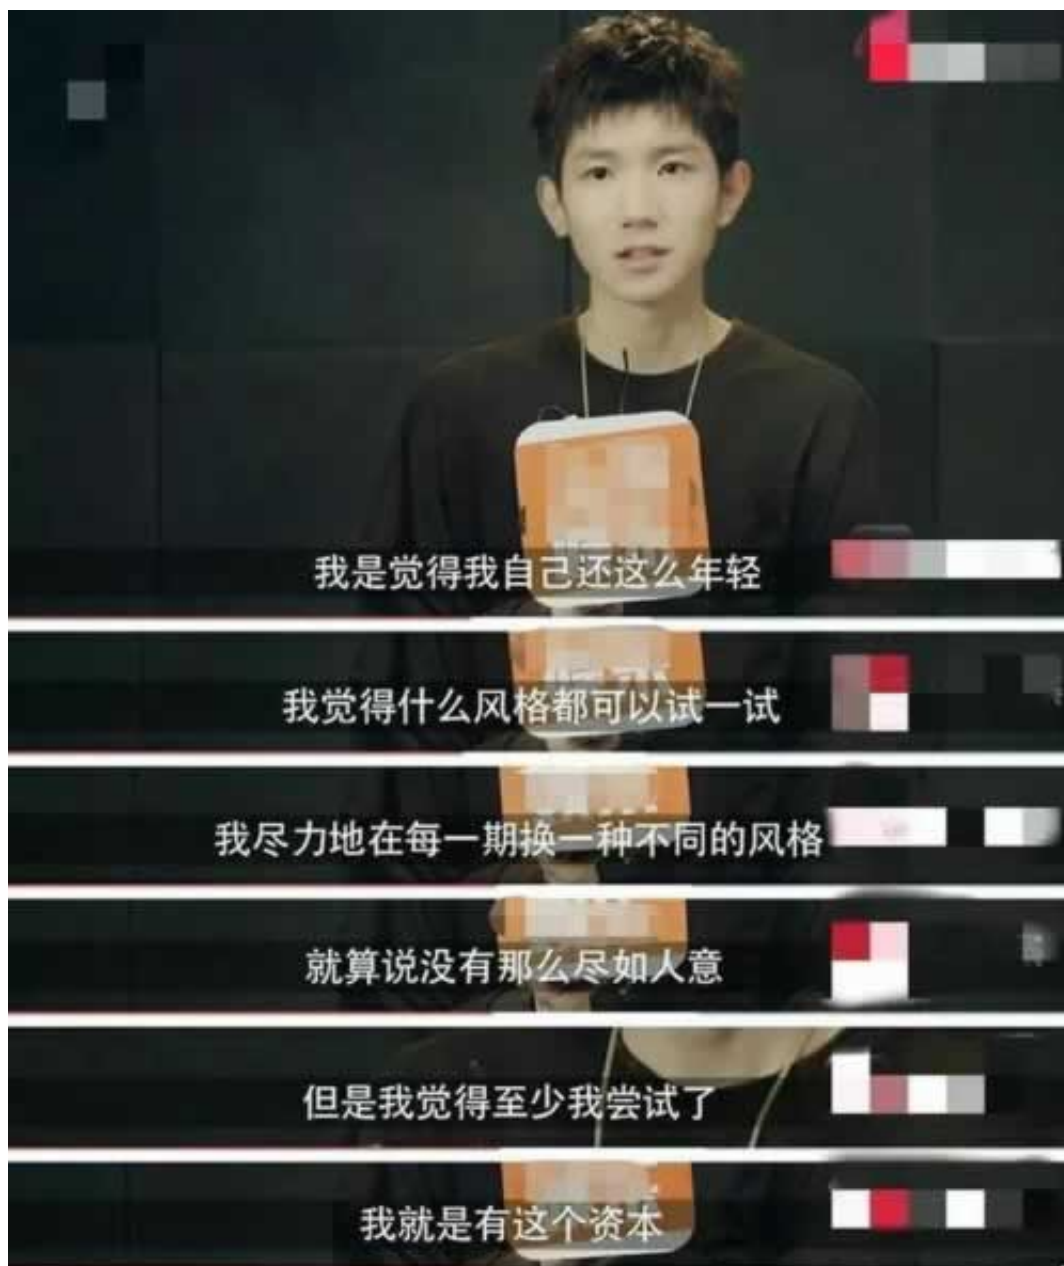 我是觉得我自己还这么年轻
我觉得什么风格都可以试一试
我尽力地在每一期换一种不同的风格
就算说没有那么尽如人意
但是我觉得至少我尝试了
我就是有这个资本